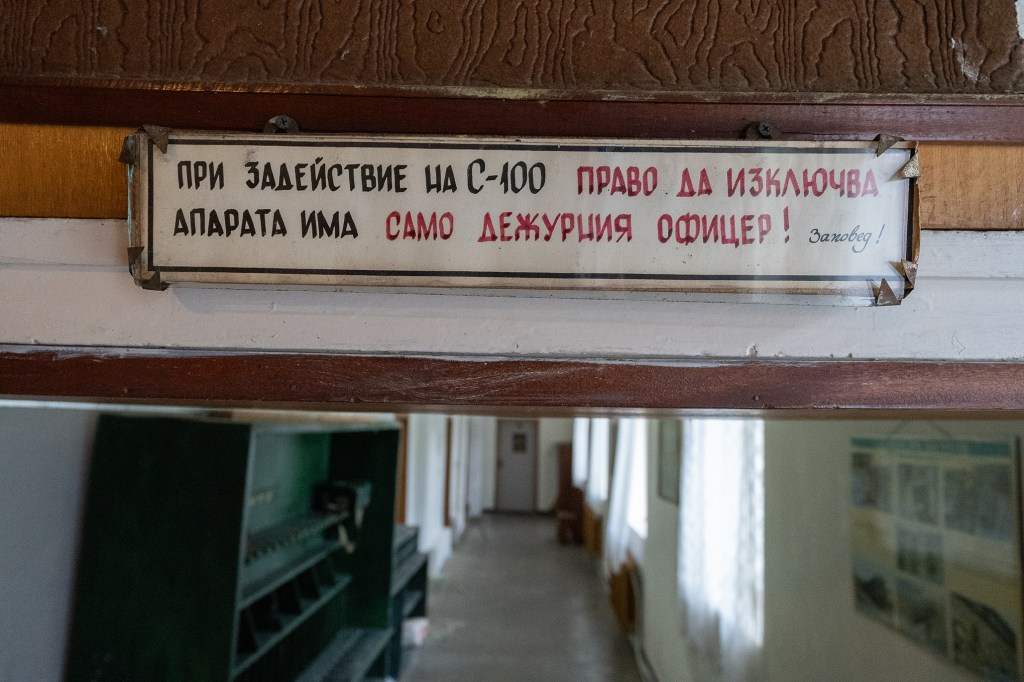 ПРИ ЗАДЕЙСТВИЕ НА С-100 ПРАВО ДА ИЗКЛЮЧВА
АПАРАТА ИМА САМО ДЕЖУРНИЯ ОФИЦЕР! Заповед!